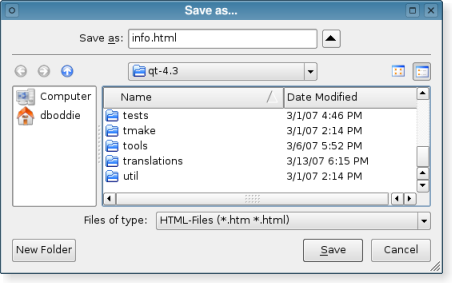 Save as...
Save as: info.html
qt-4.3
Computer
dboddie
Name Date Modified
tests 3/1/07 4:46 PM
tmake 3/1/07 2:14 PM
tools 3/6/07 5:52 PM
translations 3/13/07 6:15 PM
util 3/1/07 2:14 PM
Files of type: HTML-Files (*.htm *.html)
New Folder Save Cancel